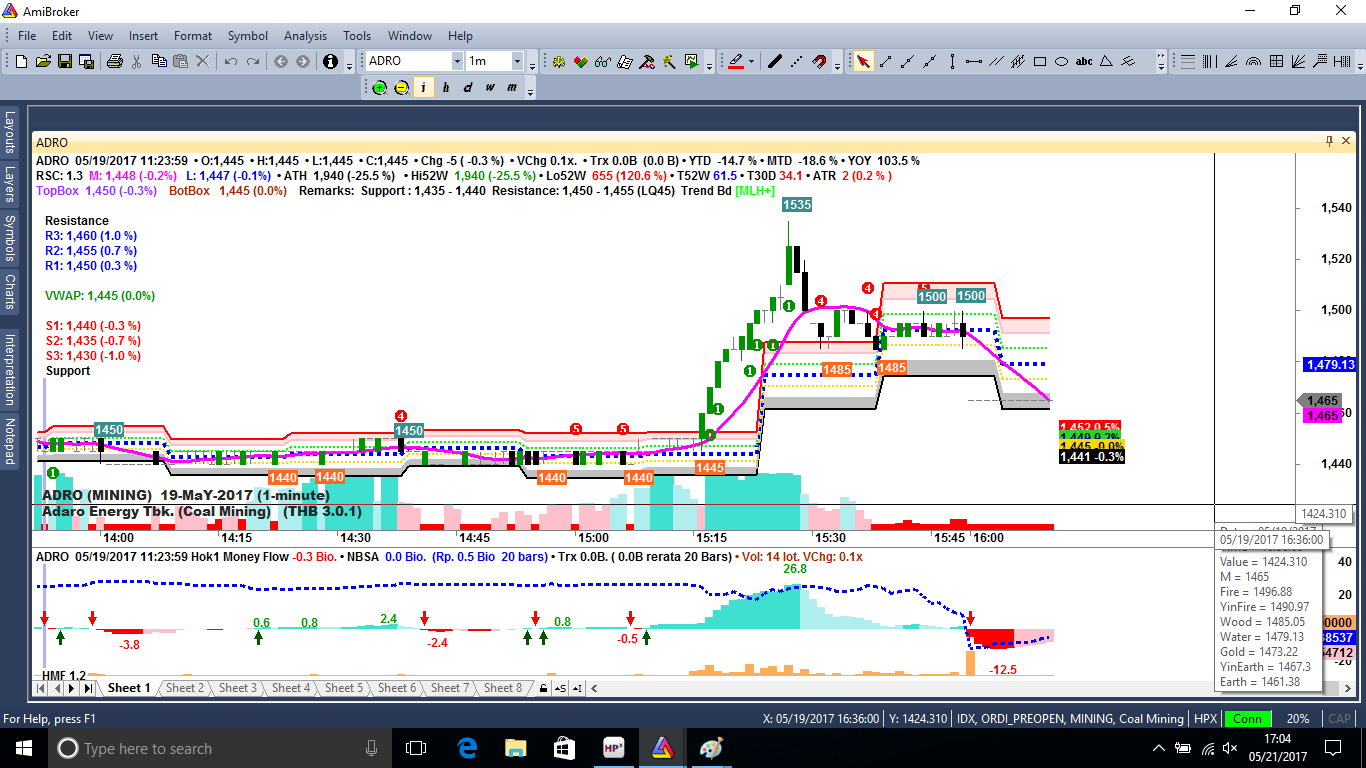 AmiBroker
File Edit View Insert Format Symbol Analysis Tools Window Help
ADRO 1m
abc
i h d w m
Layouts
Layers
Symbols
Charts
Interpretation
Notepad
ADRO
ADRO 05/19/2017 11:23:59 • O:1,445 • H:1,445 • L:1,445 • C:1,445 • Chg -5 ( -0.3 %) • VChg 0.1x. • Trx 0.0B (0.0 B) • YTD -14.7 % • MTD -18.6 % • YOY 103.5 %
RSC: 1.3 M: 1,448 (-0.2%) L: 1,447 (-0.1%) • ATH 1,940 (-25.5 %) • Hi52W 1,940 (-25.5 %) • Lo52W 655 (120.6 %) • T52W 61.5 • T30D 34.1 • ATR 2 (0.2 % )
TopBox 1,450 (-0.3%) BotBox 1,445 (0.0%) Remarks: Support : 1,435 - 1,440 Resistance: 1,450 - 1,455 (LQ45) Trend Bd [MLH+]
Resistance
R3: 1,460 (1.0 %)
R2: 1,455 (0.7 %)
R1: 1,450 (0.3 %)
VWAP: 1,445 (0.0%)
S1: 1,440 (-0.3 %)
S2: 1,435 (-0.7 %)
S3: 1,430 (-1.0 %)
Support
1535
1500 1500
1485 1485
1450 1450
1440 1440 1440 1440 1445
1,540
1,520
1,500
1,479.13
1,465
1,465
1,440
1,452 0.5%
1,445 -0.0%
1,441 -0.3%
1424.310
ADRO (MINING) 19-MaY-2017 (1-minute)
Adaro Energy Tbk. (Coal Mining) (THB 3.0.1)
14:00 14:15 14:30 14:45 15:00 15:15 15:30 15:45 16:00
05/19/2017 16:36:00
ADRO 05/19/2017 11:23:59 Hok1 Money Flow -0.3 Bio. • NBSA 0.0 Bio. (Rp. 0.5 Bio 20 bars) • Trx 0.0B. ( 0.0B rerata 20 Bars) • Vol: 14 lot. VChg: 0.1x
26.8
0.6 0.8 2.4 0.8
-3.8 -2.4 -0.5 -12.5
40
20
-20
Value = 1424.310
M = 1465
Fire = 1496.88
YinFire = 1490.97
Wood = 1485.05
Water = 1479.13
Gold = 1473.22
YinEarth = 1467.3
Earth = 1461.38
HMF 1.2
Sheet 1 Sheet 2 Sheet 3 Sheet 4 Sheet 5 Sheet 6 Sheet 7 Sheet 8
For Help, press F1
X: 05/19/2017 16:36:00 Y: 1424.310 IDX, ORDI_PREOPEN, MINING, Coal Mining HPX Conn 20% CAP
Type here to search
HP³
17:04
05/21/2017